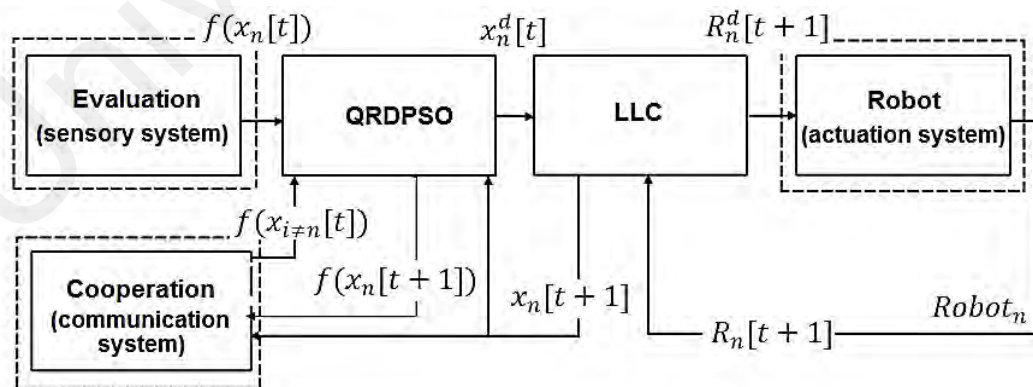 f(x_n[t])
x_n^d[t]
R_n^d[t + 1]
Evaluation
(sensory system)
QRDPSO
LLC
Robot
(actuation system)
f(x_{i≠n}[t])
Cooperation
(communication
system)
f(x_n[t + 1])
x_n[t + 1]
R_n[t + 1]
Robot_n